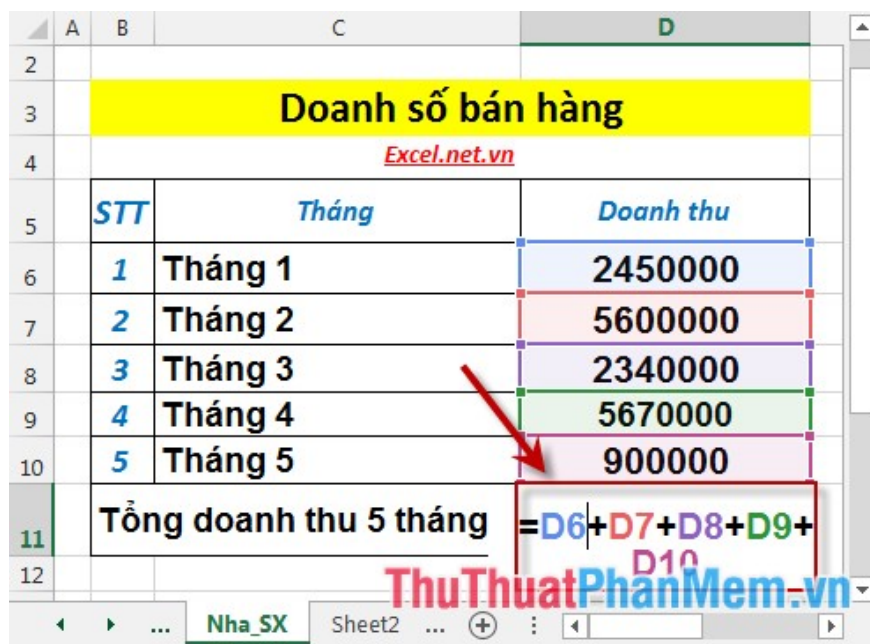 A B C D
2
3 Doanh số bán hàng
4 Excel.net.vn
5 STT Tháng Doanh thu
6 1 Tháng 1 2450000
7 2 Tháng 2 5600000
8 3 Tháng 3 2340000
9 4 Tháng 4 5670000
10 5 Tháng 5 900000
11 Tổng doanh thu 5 tháng =D6+D7+D8+D9+
D10
12
ThuThuatPhanMem.vn
... Nha_SX Sheet2 ...